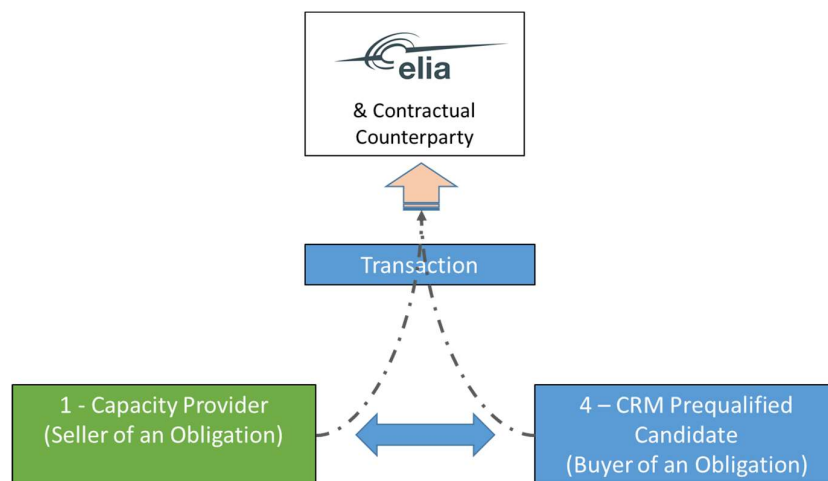 elia
& Contractual
Counterparty
Transaction
1 - Capacity Provider
(Seller of an Obligation)
4 – CRM Prequalified
Candidate
(Buyer of an Obligation)